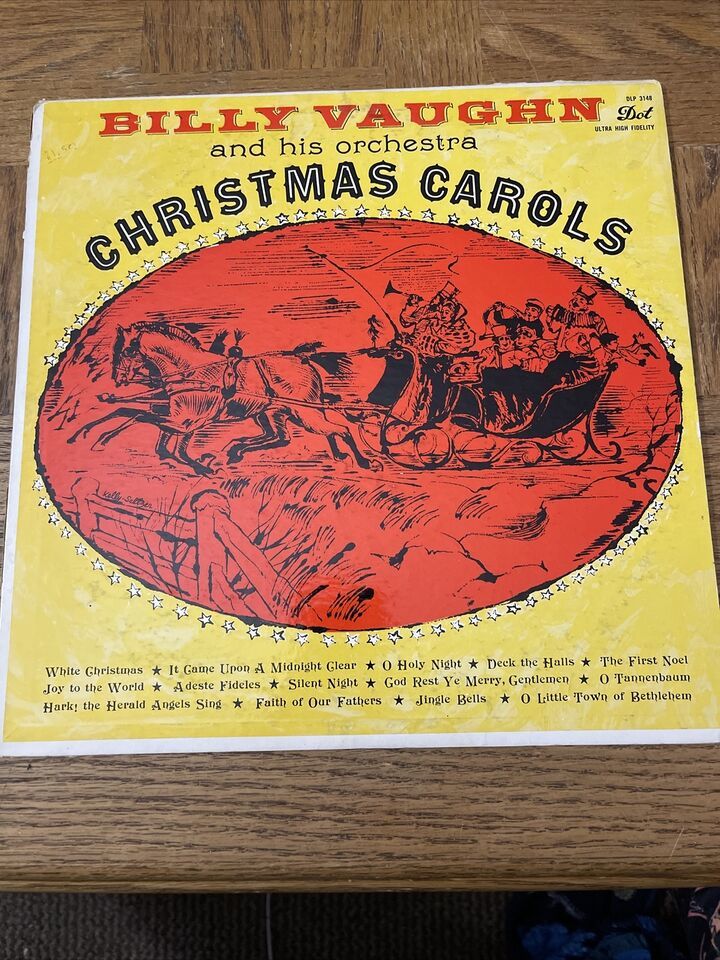 DLP 3148
BILLY VAUGHN
Dot
ULTRA HIGH FIDELITY
and his orchestra
CHRISTMAS CAROLS
Kelly Seltzer
White Christmas ★ It Came Upon A Midnight Clear ★ O Holy Night ★ Deck the Halls ★ The First Noel
Joy to the World ★ Adeste Fideles ★ Silent Night ★ God Rest Ye Merry, Gentlemen ★ O Tannenbaum
Hark! the Herald Angels Sing ★ Faith of Our Fathers ★ Jingle Bells ★ O Little Town of Bethlehem